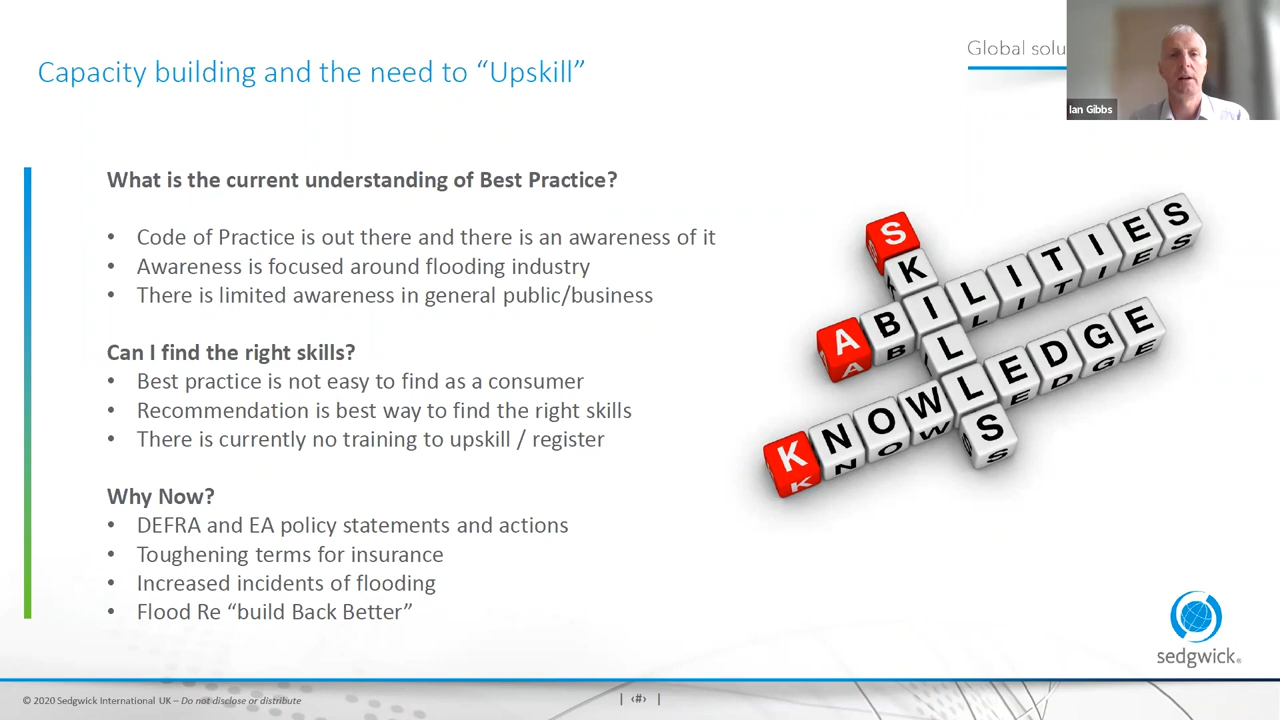 Global solu
Ian Gibbs
Capacity building and the need to “Upskill”
What is the current understanding of Best Practice?
• Code of Practice is out there and there is an awareness of it
• Awareness is focused around flooding industry
• There is limited awareness in general public/business
Can I find the right skills?
• Best practice is not easy to find as a consumer
• Recommendation is best way to find the right skills
• There is currently no training to upskill / register
Why Now?
• DEFRA and EA policy statements and actions
• Toughening terms for insurance
• Increased incidents of flooding
• Flood Re “build Back Better”
SKILLS
ABILITIES
KNOWLEDGE
sedgwick®
© 2020 Sedgwick International UK – Do not disclose or distribute
| ‹#› |